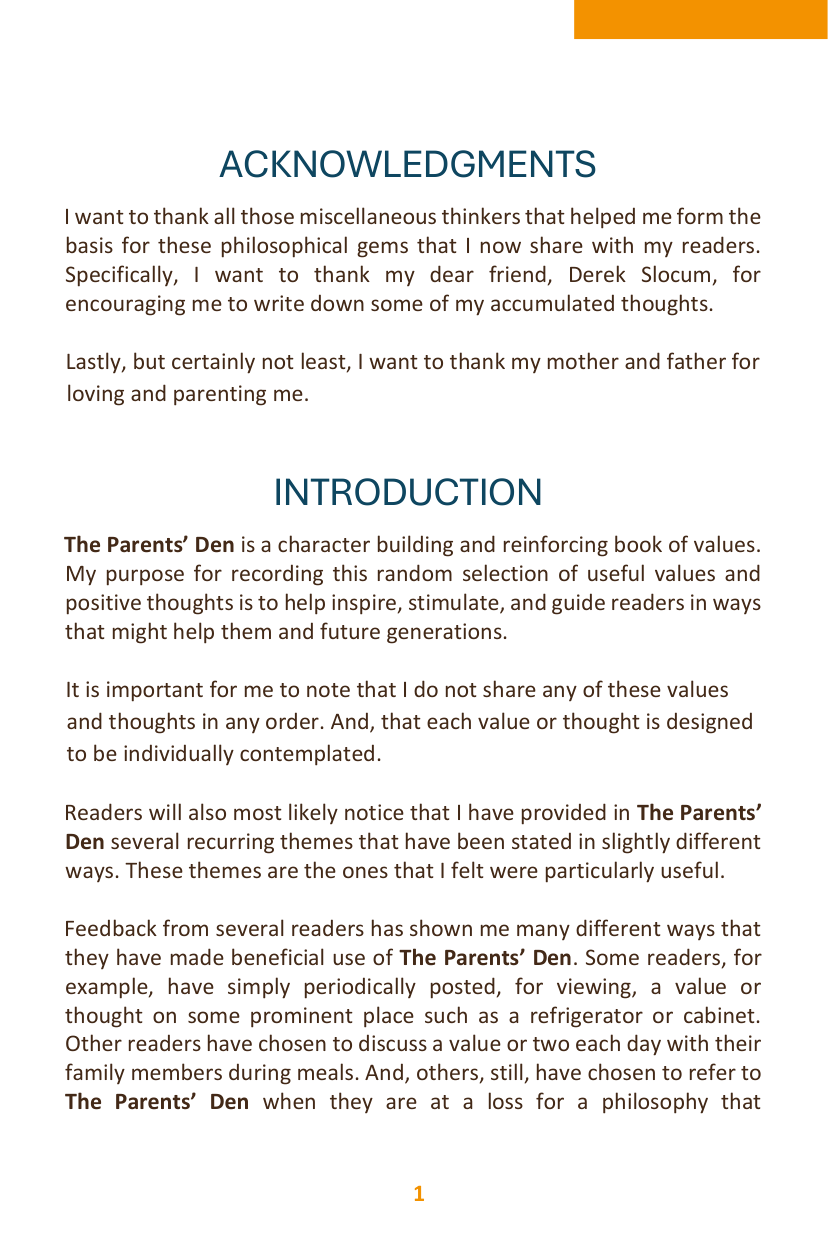 ACKNOWLEDGMENTS
I want to thank all those miscellaneous thinkers that helped me form the
basis for these philosophical gems that I now share with my readers.
Specifically, I want to thank my dear friend, Derek Slocum, for
encouraging me to write down some of my accumulated thoughts.
Lastly, but certainly not least, I want to thank my mother and father for
loving and parenting me.
INTRODUCTION
The Parents’ Den is a character building and reinforcing book of values.
My purpose for recording this random selection of useful values and
positive thoughts is to help inspire, stimulate, and guide readers in ways
that might help them and future generations.
It is important for me to note that I do not share any of these values
and thoughts in any order. And, that each value or thought is designed
to be individually contemplated.
Readers will also most likely notice that I have provided in The Parents’
Den several recurring themes that have been stated in slightly different
ways. These themes are the ones that I felt were particularly useful.
Feedback from several readers has shown me many different ways that
they have made beneficial use of The Parents’ Den. Some readers, for
example, have simply periodically posted, for viewing, a value or
thought on some prominent place such as a refrigerator or cabinet.
Other readers have chosen to discuss a value or two each day with their
family members during meals. And, others, still, have chosen to refer to
The Parents’ Den when they are at a loss for a philosophy that
1